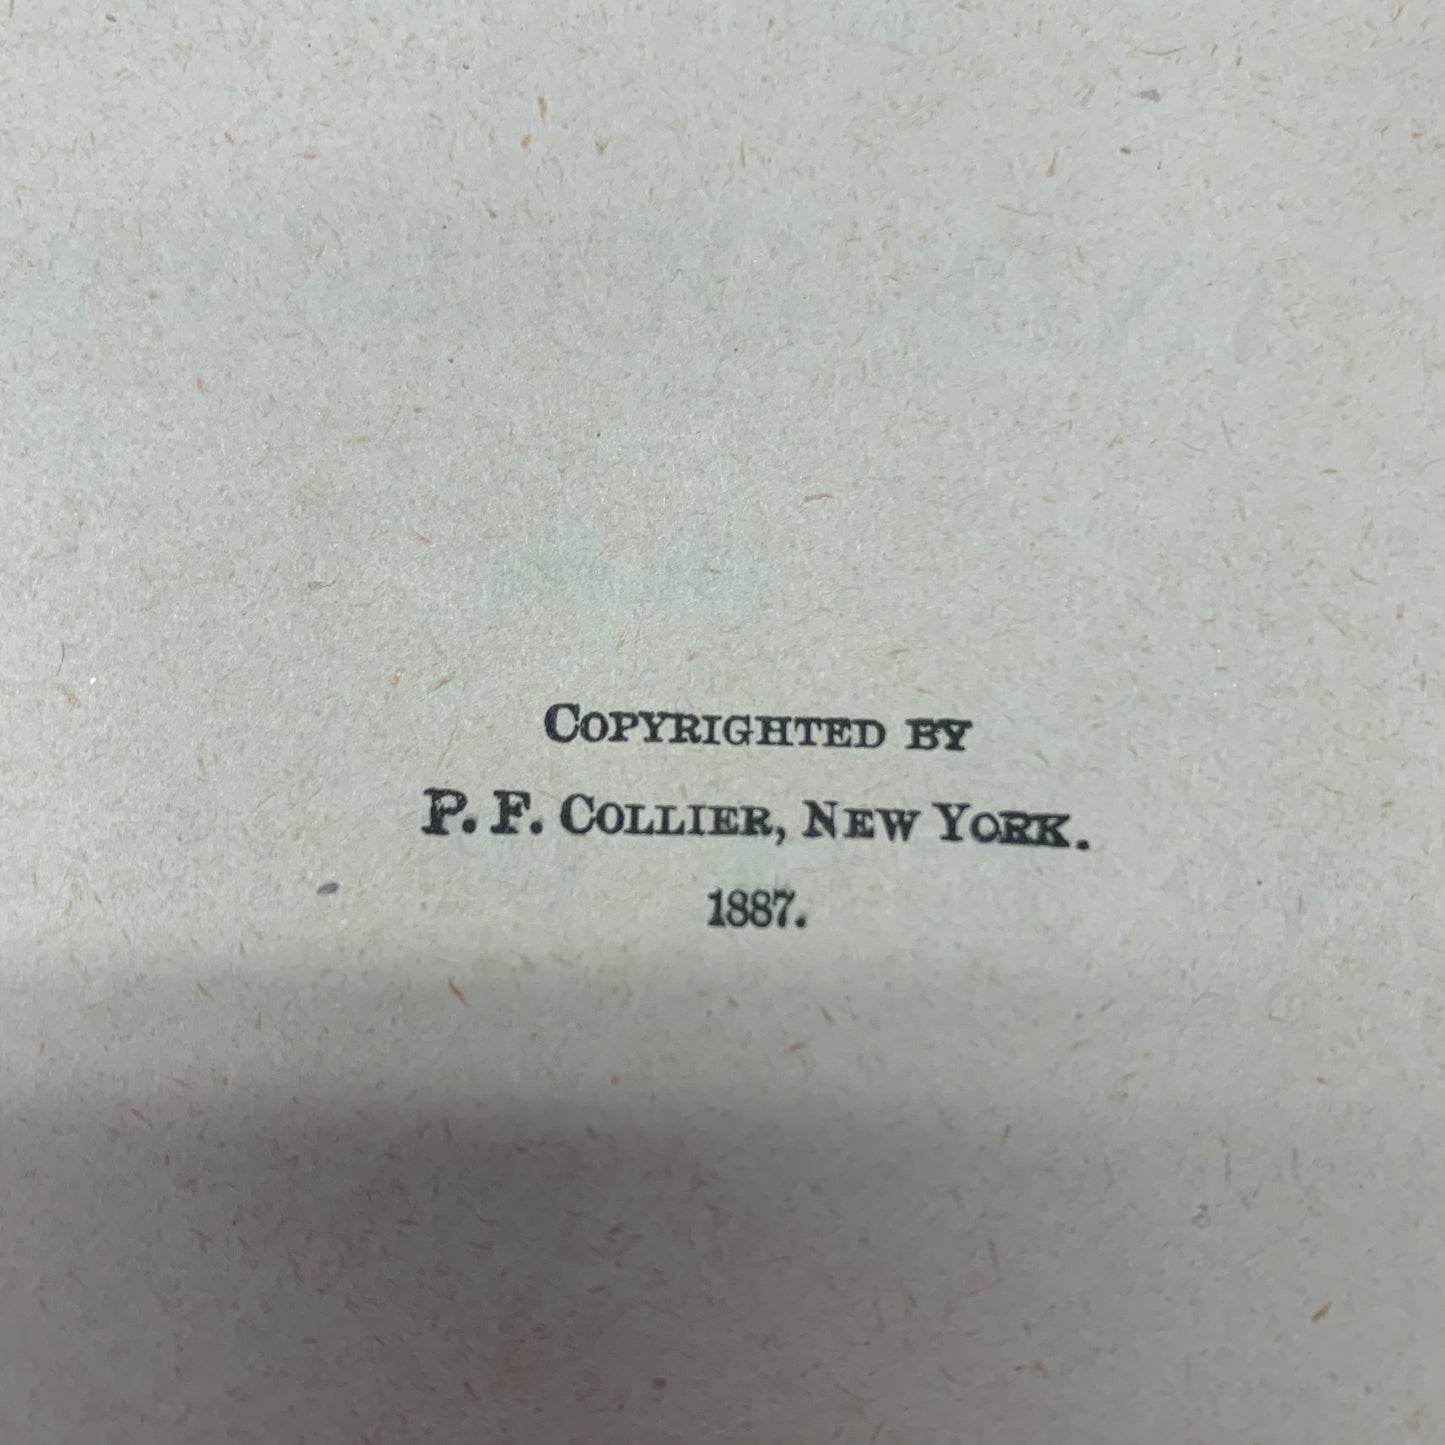 COPYRIGHTED BY
P. F. COLLIER, NEW YORK.
1887.